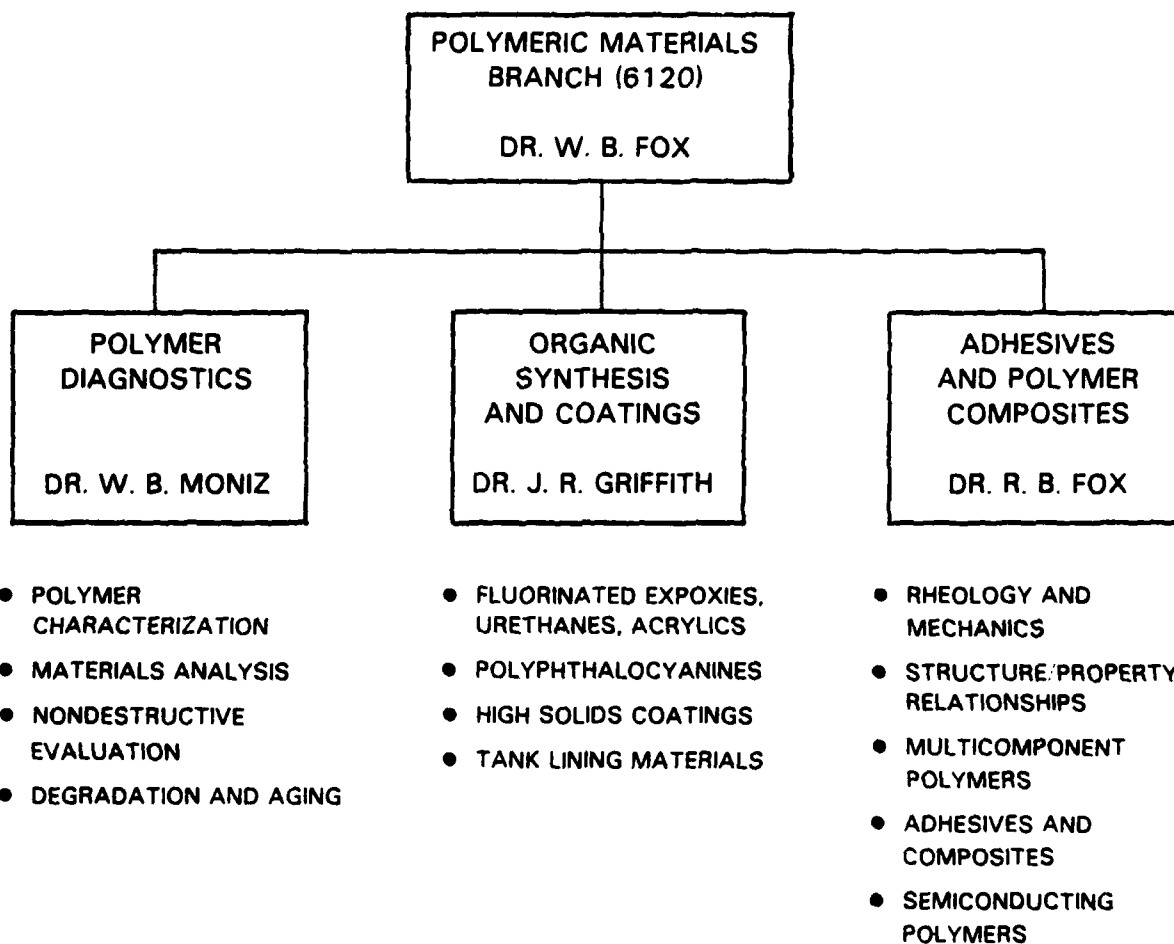 POLYMERIC MATERIALS
BRANCH (6120)
DR. W. B. FOX
POLYMER
DIAGNOSTICS
DR. W. B. MONIZ
ORGANIC
SYNTHESIS
AND COATINGS
DR. J. R. GRIFFITH
ADHESIVES
AND POLYMER
COMPOSITES
DR. R. B. FOX
● POLYMER
CHARACTERIZATION
● MATERIALS ANALYSIS
● NONDESTRUCTIVE
EVALUATION
● DEGRADATION AND AGING
● FLUORINATED EXPOXIES,
URETHANES, ACRYLICS
● POLYPHTHALOCYANINES
● HIGH SOLIDS COATINGS
● TANK LINING MATERIALS
● RHEOLOGY AND
MECHANICS
● STRUCTURE/PROPERTY
RELATIONSHIPS
● MULTICOMPONENT
POLYMERS
● ADHESIVES AND
COMPOSITES
● SEMICONDUCTING
POLYMERS